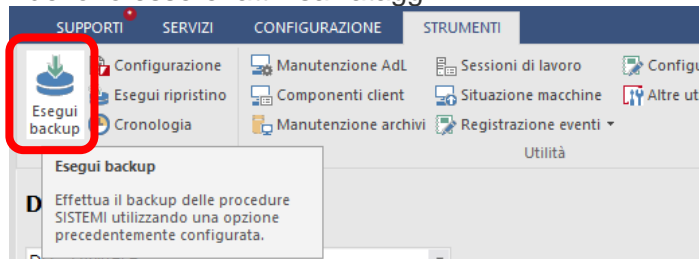 SUPPORTI SERVIZI CONFIGURAZIONE STRUMENTI
Esegui
backup
Configurazione
Esegui ripristino
Cronologia
Manutenzione AdL
Componenti client
Manutenzione archivi
Sessioni di lavoro
Situazione macchine
Registrazione eventi
Altre
Utilità
Esegui backup
Effettua il backup delle procedure
SISTEMI utilizzando una opzione
precedentemente configurata.
D